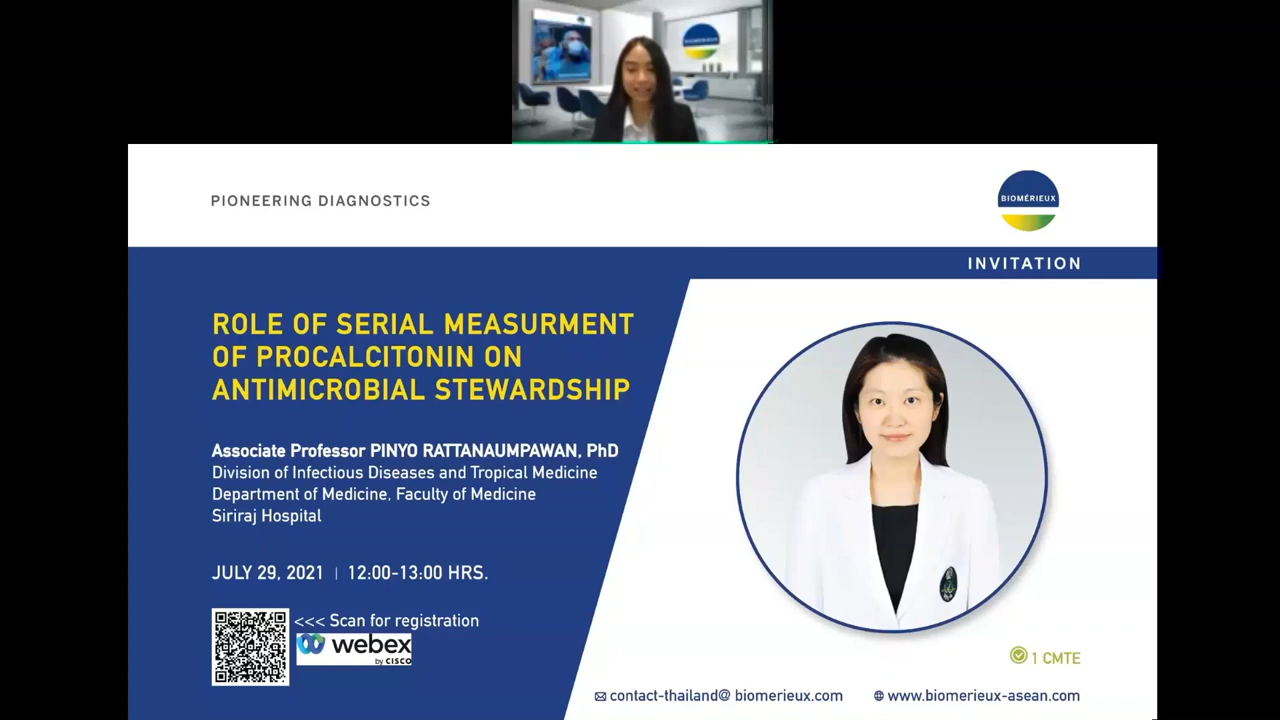 BIOMÉRIEUX
PIONEERING DIAGNOSTICS
BIOMÉRIEUX
INVITATION
ROLE OF SERIAL MEASURMENT
OF PROCALCITONIN ON
ANTIMICROBIAL STEWARDSHIP
Associate Professor PINYO RATTANAUMPAWAN, PhD
Division of Infectious Diseases and Tropical Medicine
Department of Medicine, Faculty of Medicine
Siriraj Hospital
JULY 29, 2021 | 12:00-13:00 HRS.
<<< Scan for registration
webex
by CISCO
1 CMTE
contact-thailand@ biomerieux.com
www.biomerieux-asean.com